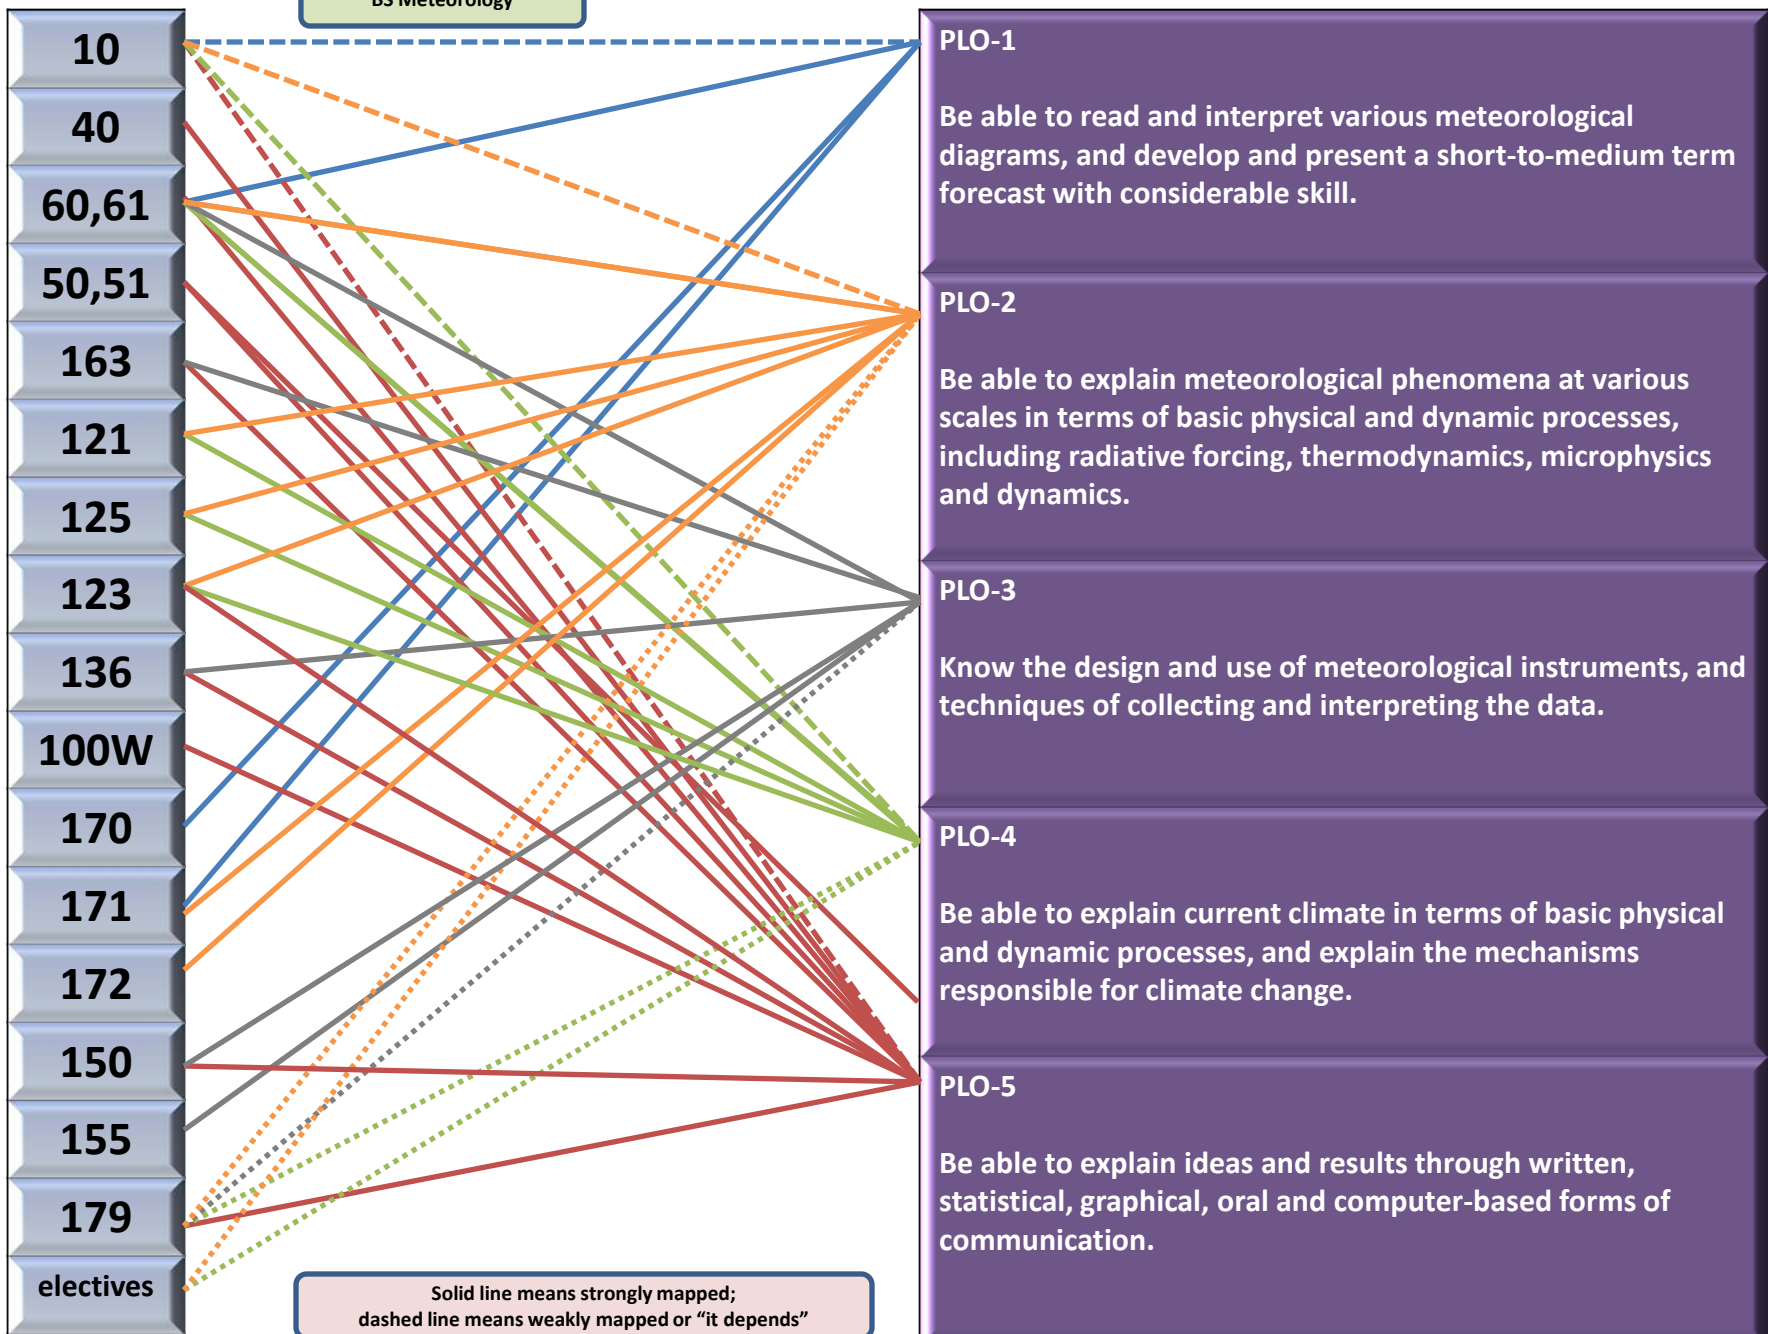 BS Meteorology
10
40
60,61
50,51
163
121
125
123
136
100W
170
171
172
150
155
179
electives
PLO-1
Be able to read and interpret various meteorological
diagrams, and develop and present a short-to-medium term
forecast with considerable skill.
PLO-2
Be able to explain meteorological phenomena at various
scales in terms of basic physical and dynamic processes,
including radiative forcing, thermodynamics, microphysics
and dynamics.
PLO-3
Know the design and use of meteorological instruments, and
techniques of collecting and interpreting the data.
PLO-4
Be able to explain current climate in terms of basic physical
and dynamic processes, and explain the mechanisms
responsible for climate change.
PLO-5
Be able to explain ideas and results through written,
statistical, graphical, oral and computer-based forms of
communication.
Solid line means strongly mapped;
dashed line means weakly mapped or “it depends”